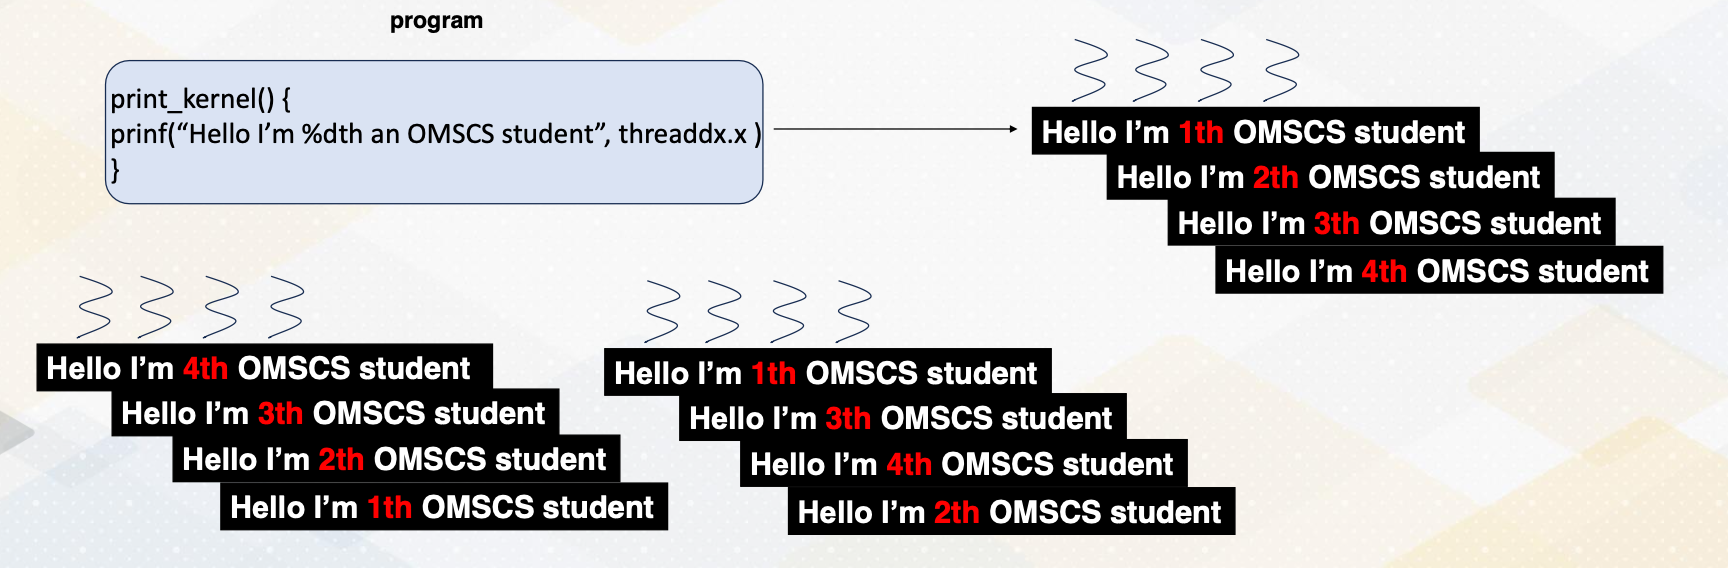 program
print_kernel() {
prinf(“Hello I’m %dth an OMSCS student”, threaddx.x )
}
Hello I’m 1th OMSCS student
Hello I’m 2th OMSCS student
Hello I’m 3th OMSCS student
Hello I’m 4th OMSCS student
Hello I’m 4th OMSCS student
Hello I’m 3th OMSCS student
Hello I’m 2th OMSCS student
Hello I’m 1th OMSCS student
Hello I’m 1th OMSCS student
Hello I’m 3th OMSCS student
Hello I’m 4th OMSCS student
Hello I’m 2th OMSCS student